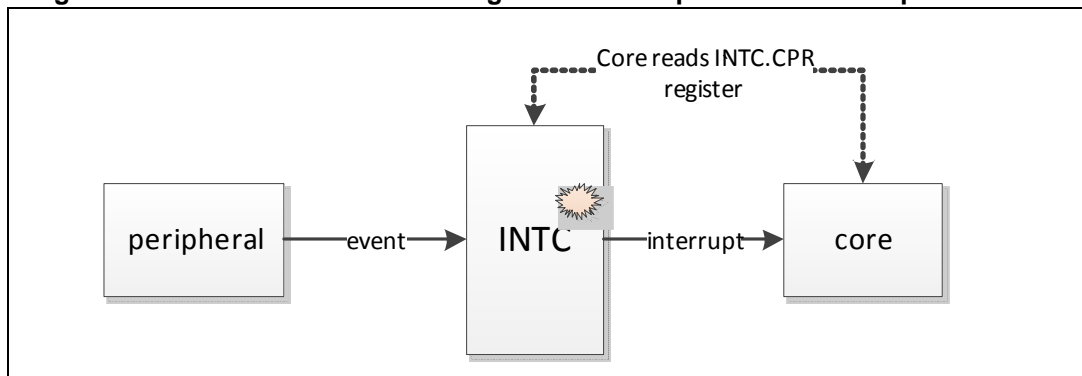 Core reads INTC.CPR
register
peripheral
event
INTC
interrupt
core